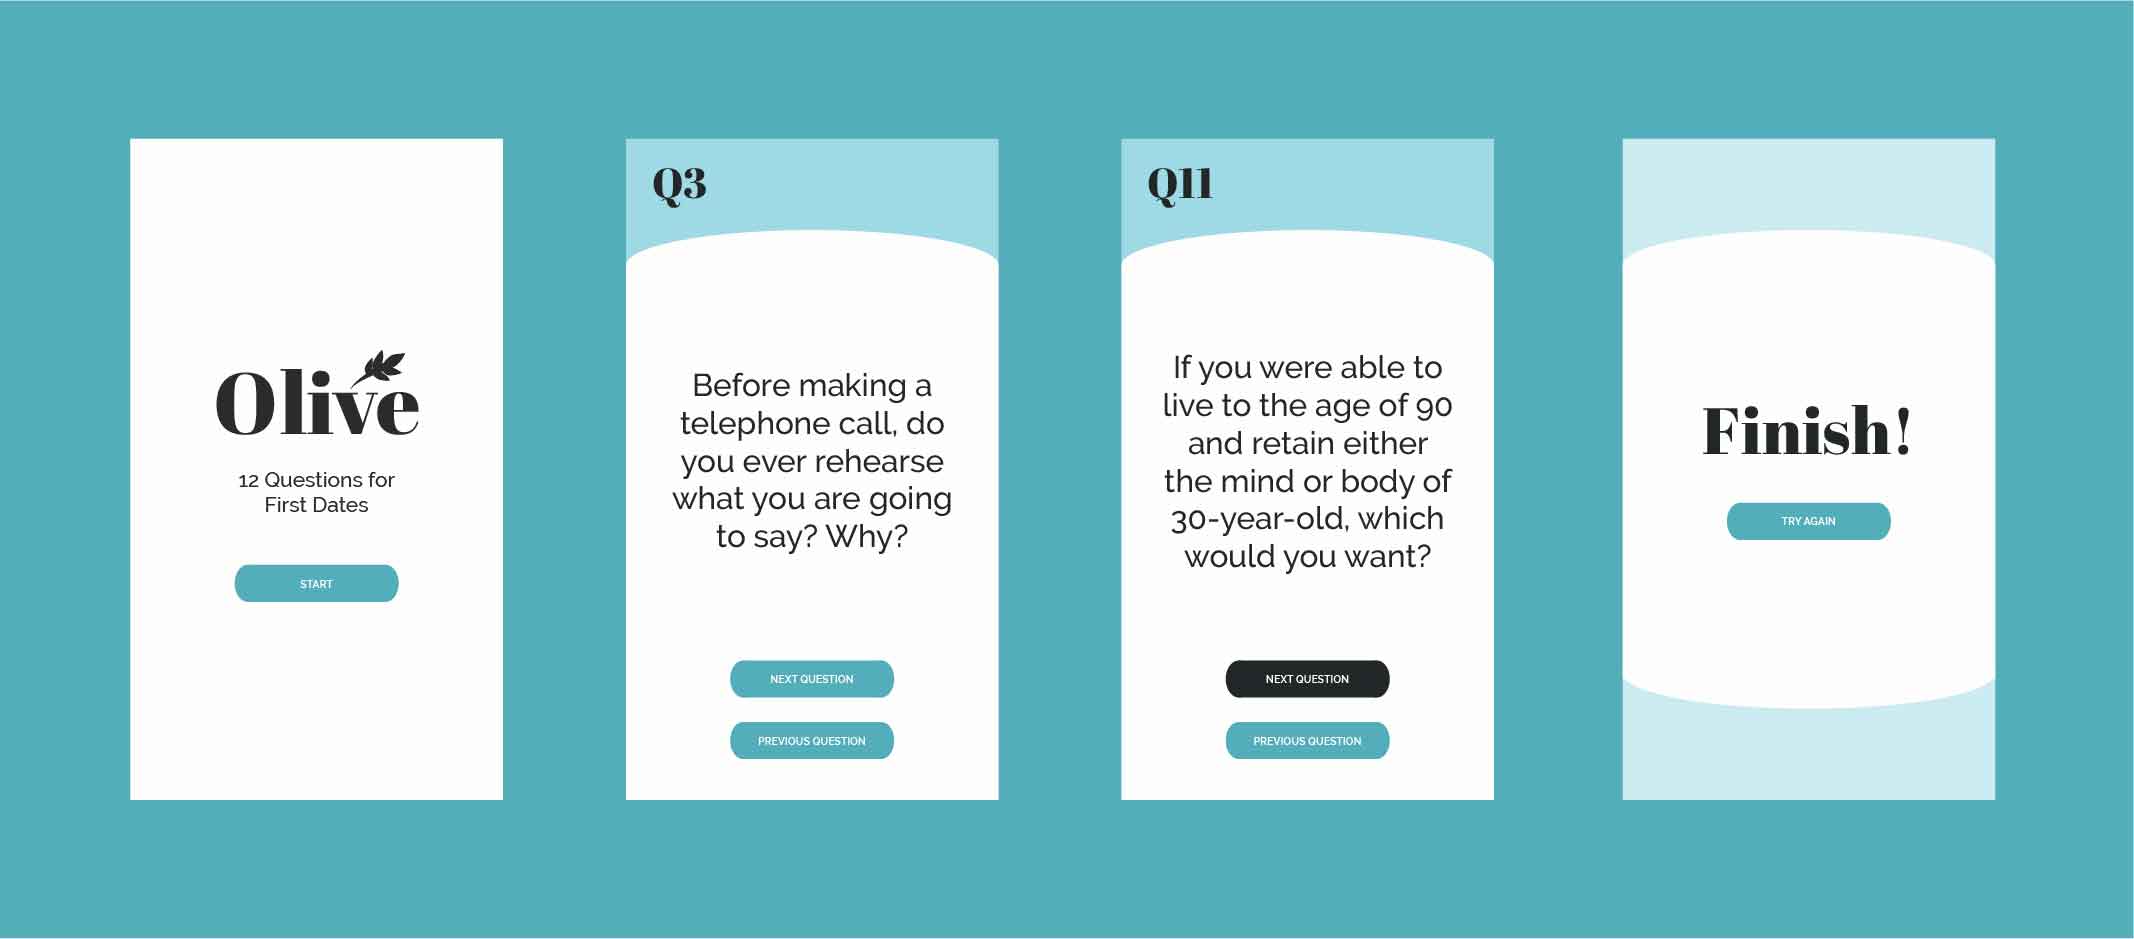 Olive
12 Questions for
First Dates
START
Q3
Before making a
telephone call, do
you ever rehearse
what you are going
to say? Why?
NEXT QUESTION
PREVIOUS QUESTION
Q11
If you were able to
live to the age of 90
and retain either
the mind or body of
30-year-old, which
would you want?
NEXT QUESTION
PREVIOUS QUESTION
Finish!
TRY AGAIN